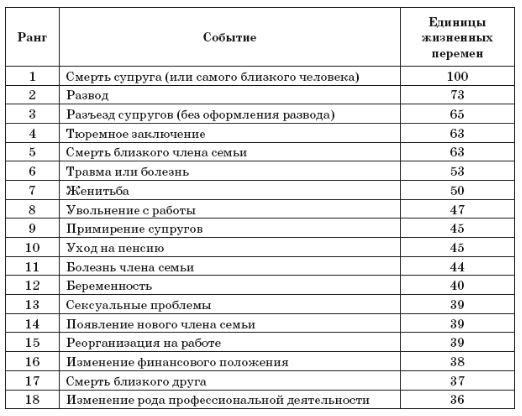 Ранг Событие Единицы жизненных перемен
1 Смерть супруга (или самого близкого человека) 100
2 Развод 73
3 Разъезд супругов (без оформления развода) 65
4 Тюремное заключение 63
5 Смерть близкого члена семьи 63
6 Травма или болезнь 53
7 Женитьба 50
8 Увольнение с работы 47
9 Примирение супругов 45
10 Уход на пенсию 45
11 Болезнь члена семьи 44
12 Беременность 40
13 Сексуальные проблемы 39
14 Появление нового члена семьи 39
15 Реорганизация на работе 39
16 Изменение финансового положения 38
17 Смерть близкого друга 37
18 Изменение рода профессиональной деятельности 36